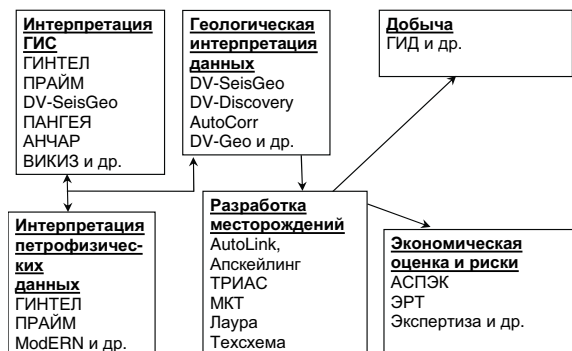 Интерпретация
ГИС
ГИНТЕЛ
ПРАЙМ
DV-SeisGeo
ПАНГЕЯ
АНЧАР
ВИКИЗ и др.
Геологическая
интерпретация
данных
DV-SeisGeo
DV-Discovery
AutoCorr
DV-Geo и др.
Добыча
ГИД и др.
Интерпретация
петрофизичес-
ких
данных
ГИНТЕЛ
ПРАЙМ
ModERN и др.
Разработка
месторождений
AutoLink,
Апскейлинг
ТРИАС
МКТ
Лаура
Техсхема
Экономическая
оценка и риски
АСПЭК
ЭРТ
Экспертиза и др.